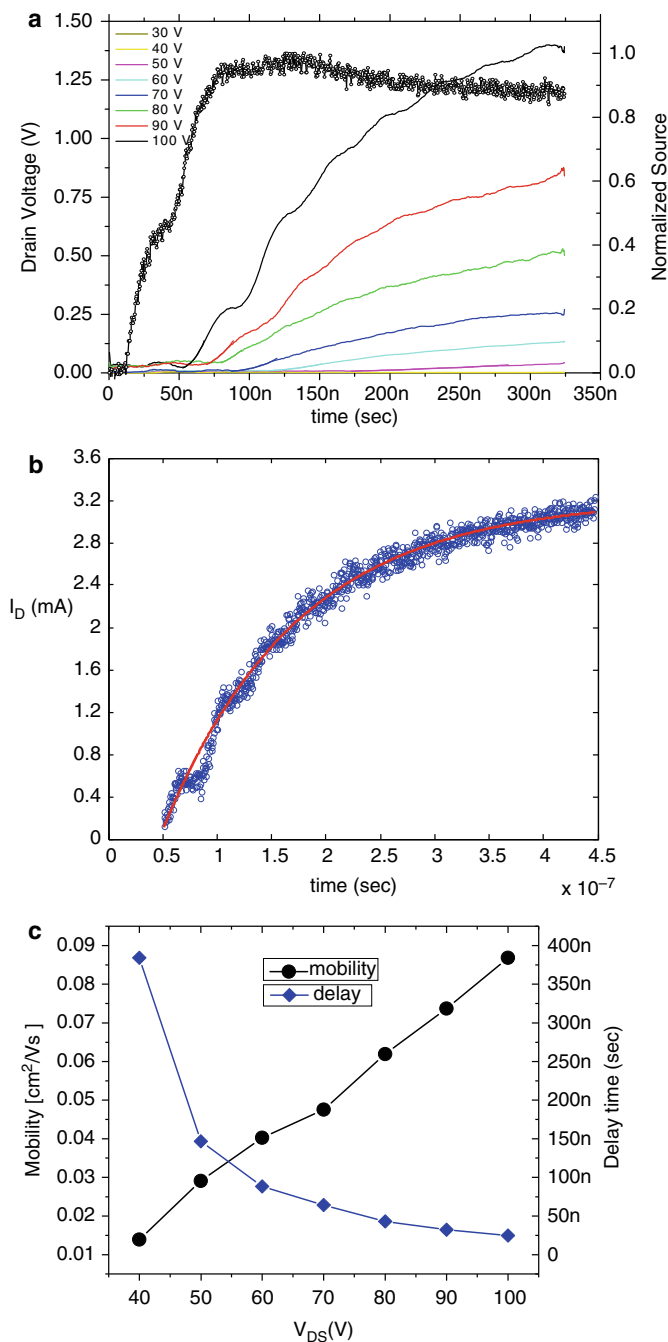 a
1.50
1.25
1.00
0.75
0.50
0.25
0.00
Drain Voltage (V)
30 V
40 V
50 V
60 V
70 V
80 V
90 V
100 V
1.0
0.8
0.6
0.4
0.2
0.0
Normalized Source
0 50n 100n 150n 200n 250n 300n 350n
time (sec)
b
3.6
3.2
2.8
2.4
2
1.6
1.2
0.8
0.4
0
I_D (mA)
0 0.5 1 1.5 2 2.5 3 3.5 4 4.5
time (sec)
x 10⁻⁷
c
0.09
0.08
0.07
0.06
0.05
0.04
0.03
0.02
0.01
Mobility [cm²/Vs ]
mobility
delay
400n
350n
300n
250n
200n
150n
100n
50n
0
Delay time (sec)
40 50 60 70 80 90 100
V_DS(V)